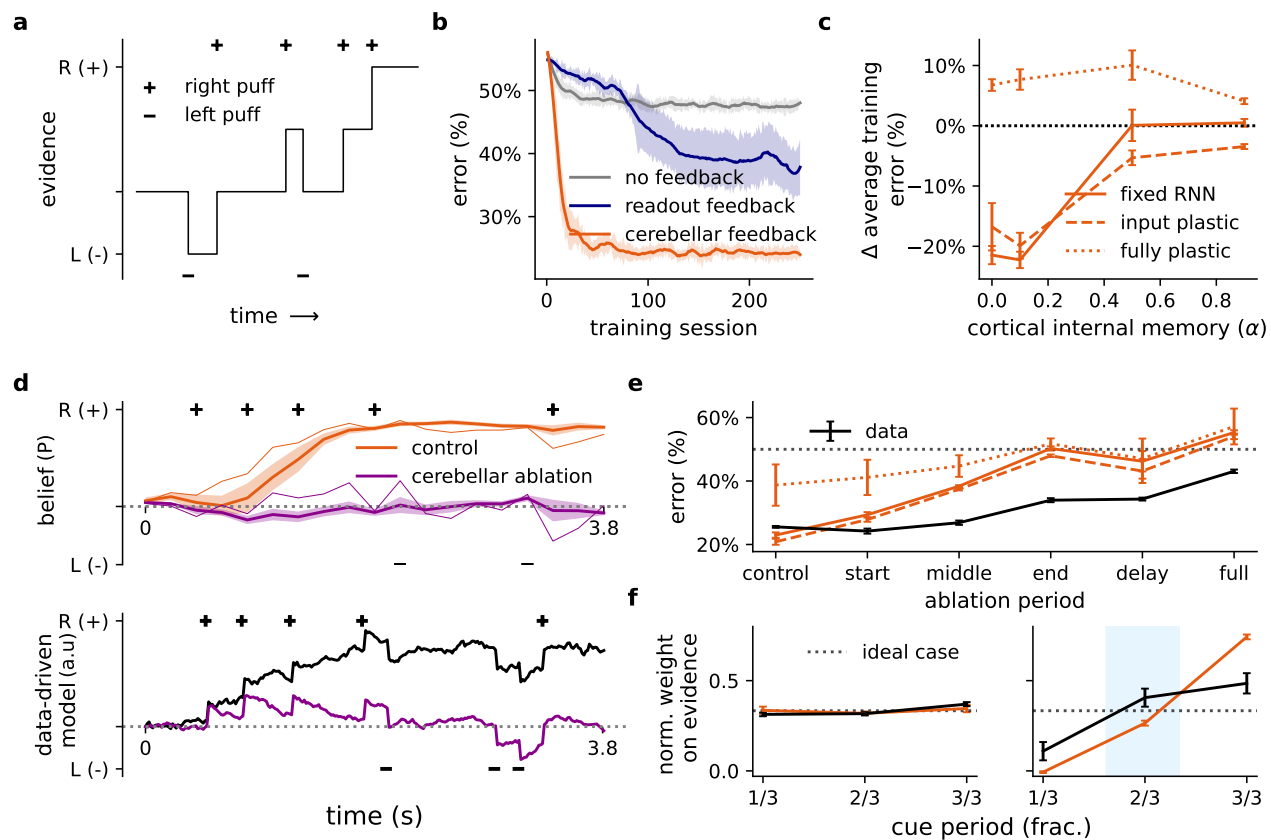 a
R (+)
L (-)
evidence
right puff
left puff
time →
b
50%
40%
30%
error (%)
no feedback
readout feedback
cerebellar feedback
0
100
200
training session
c
10%
0%
−10%
−20%
Δ average training
error (%)
fixed RNN
input plastic
fully plastic
0.0
0.2
0.4
0.6
0.8
cortical internal memory (α)
d
R (+)
L (-)
belief (P)
control
cerebellar ablation
0
3.8
R (+)
L (-)
data-driven
model (a.u)
0
3.8
time (s)
e
60%
40%
20%
error (%)
data
control
start
middle
end
delay
full
ablation period
f
0.5
0.0
norm. weight
on evidence
ideal case
1/3
2/3
3/3
1/3
2/3
3/3
cue period (frac.)